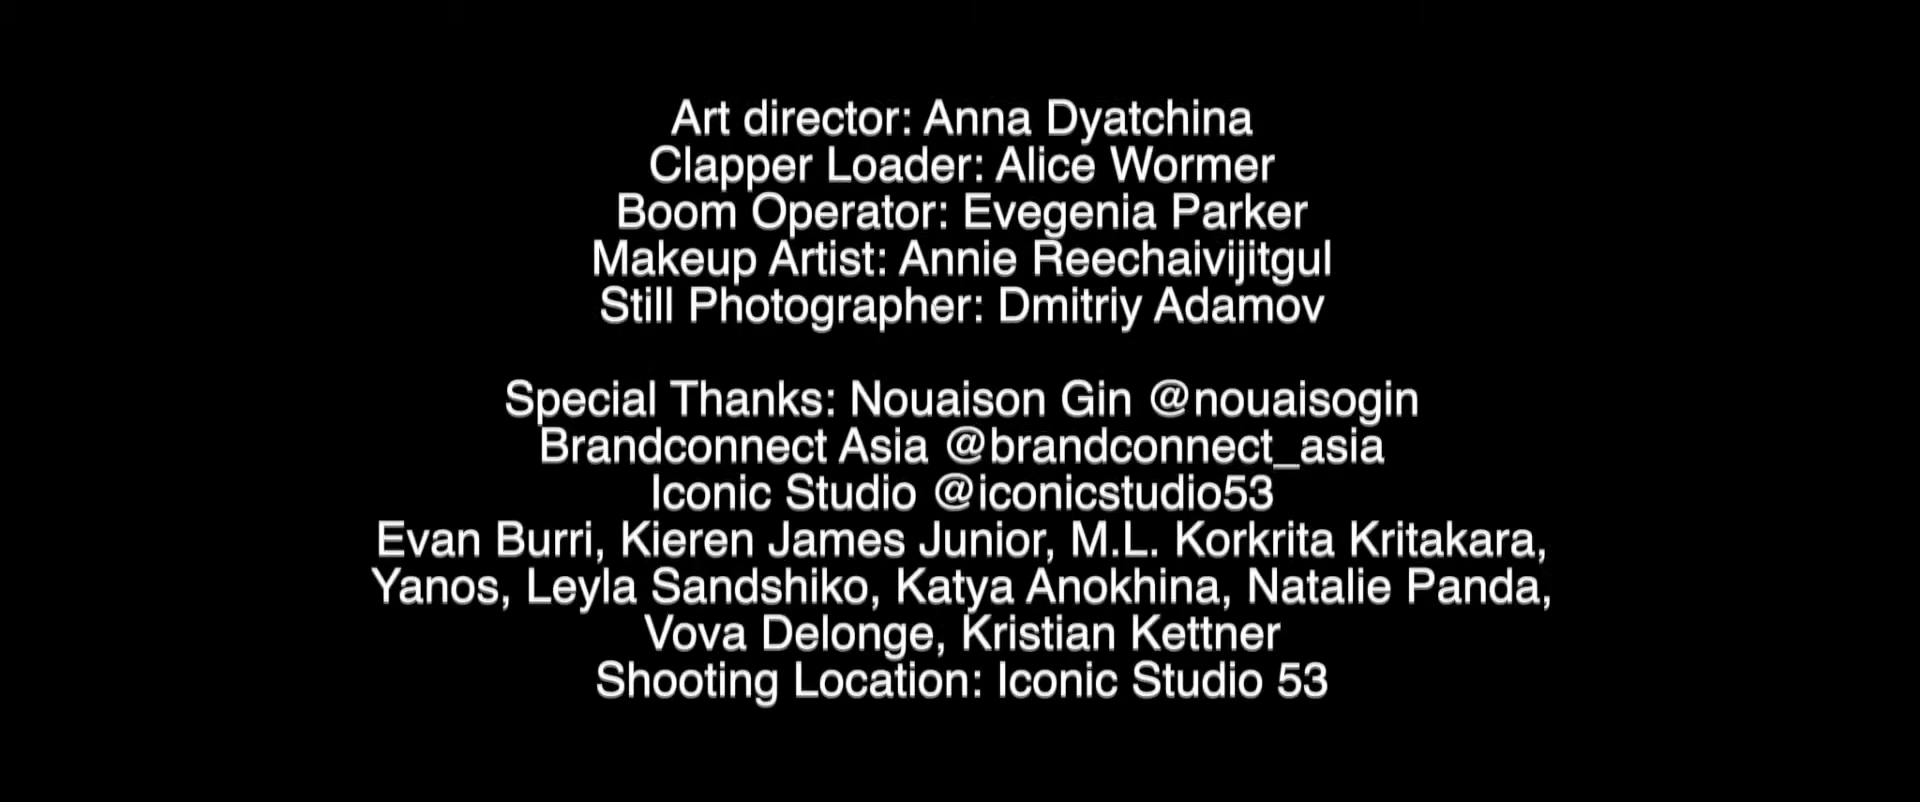 Art director: Anna Dyatchina
Clapper Loader: Alice Wormer
Boom Operator: Evegenia Parker
Makeup Artist: Annie Reechaivijitgul
Still Photographer: Dmitriy Adamov
Special Thanks: Nouaison Gin @nouaisogin
Brandconnect Asia @brandconnect_asia
Iconic Studio @iconicstudio53
Evan Burri, Kieren James Junior, M.L. Korkrita Kritakara,
Yanos, Leyla Sandshiko, Katya Anokhina, Natalie Panda,
Vova Delonge, Kristian Kettner
Shooting Location: Iconic Studio 53